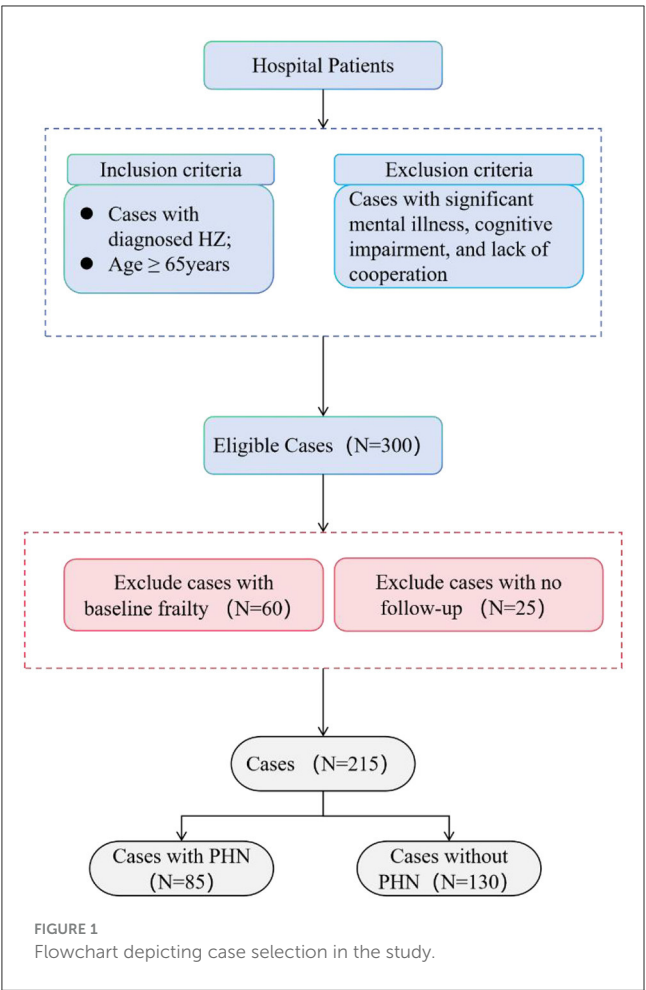 Hospital Patients
Inclusion criteria
● Cases with
diagnosed HZ;
● Age ≥ 65years
Exclusion criteria
Cases with significant
mental illness, cognitive
impairment, and lack of
cooperation
Eligible Cases (N=300)
Exclude cases with
baseline frailty (N=60)
Exclude cases with no
follow-up (N=25)
Cases (N=215)
Cases with PHN
(N=85)
Cases without
PHN (N=130)
FIGURE 1
Flowchart depicting case selection in the study.